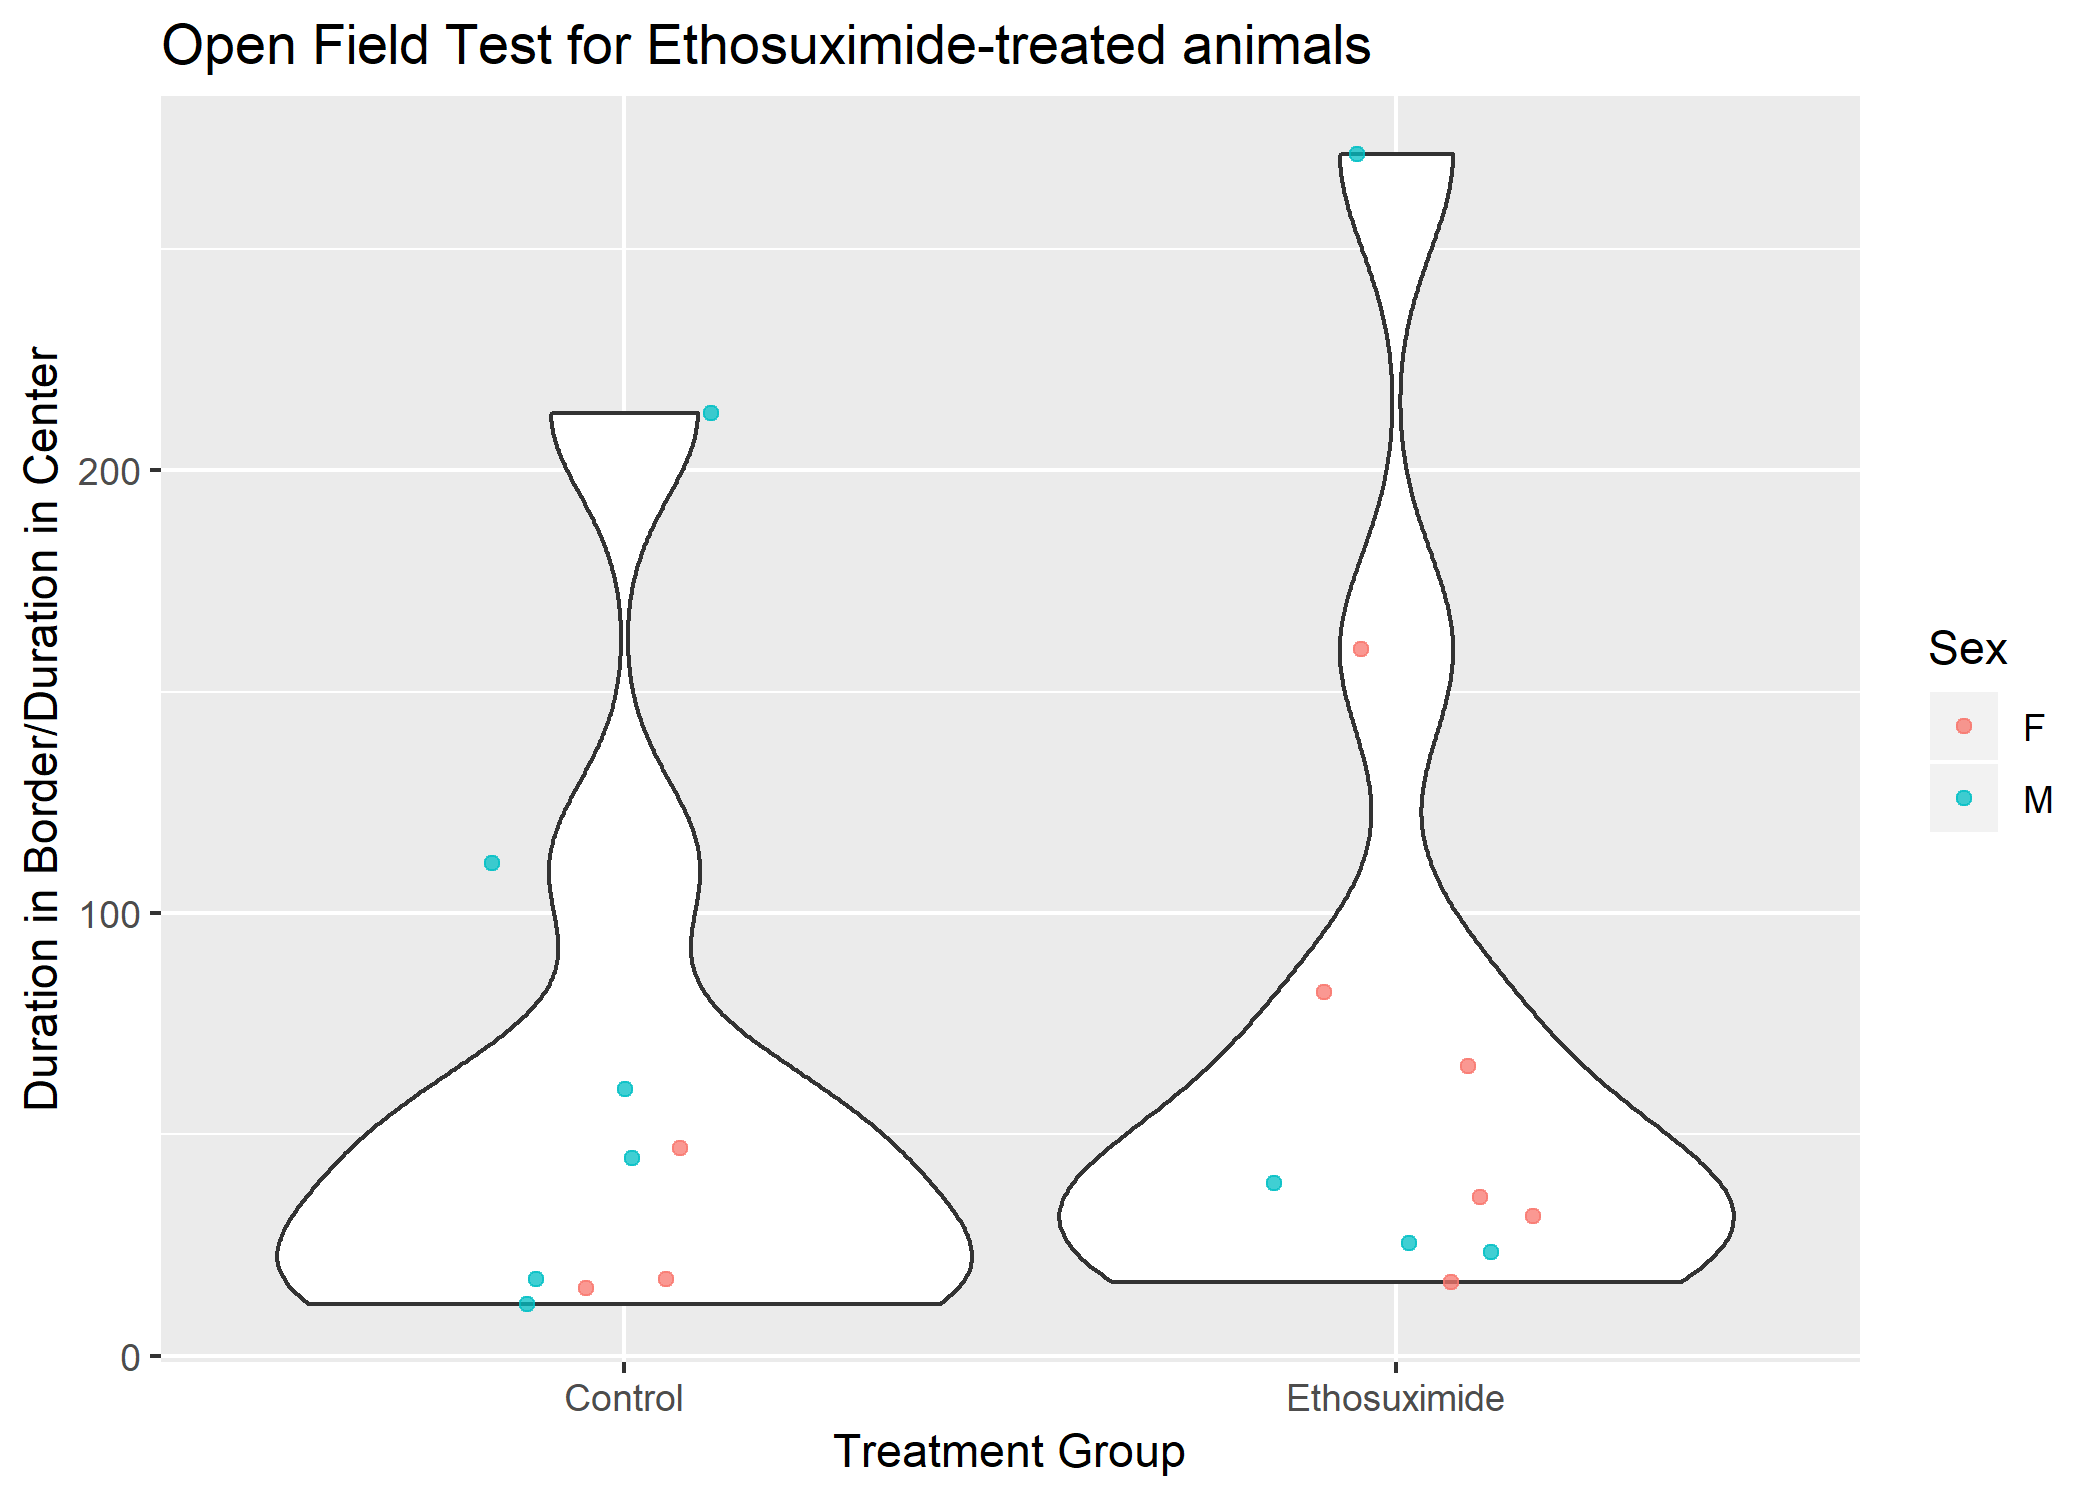 Open Field Test for Ethosuximide-treated animals
Duration in Border/Duration in Center
200
100
0
Control
Ethosuximide
Treatment Group
Sex
F
M